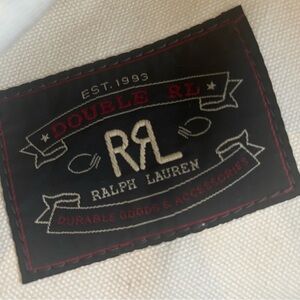 EST. 1993
DOUBLE RL
RRL
RALPH LAUREN
DURABLE GOODS & ACCESSORIES